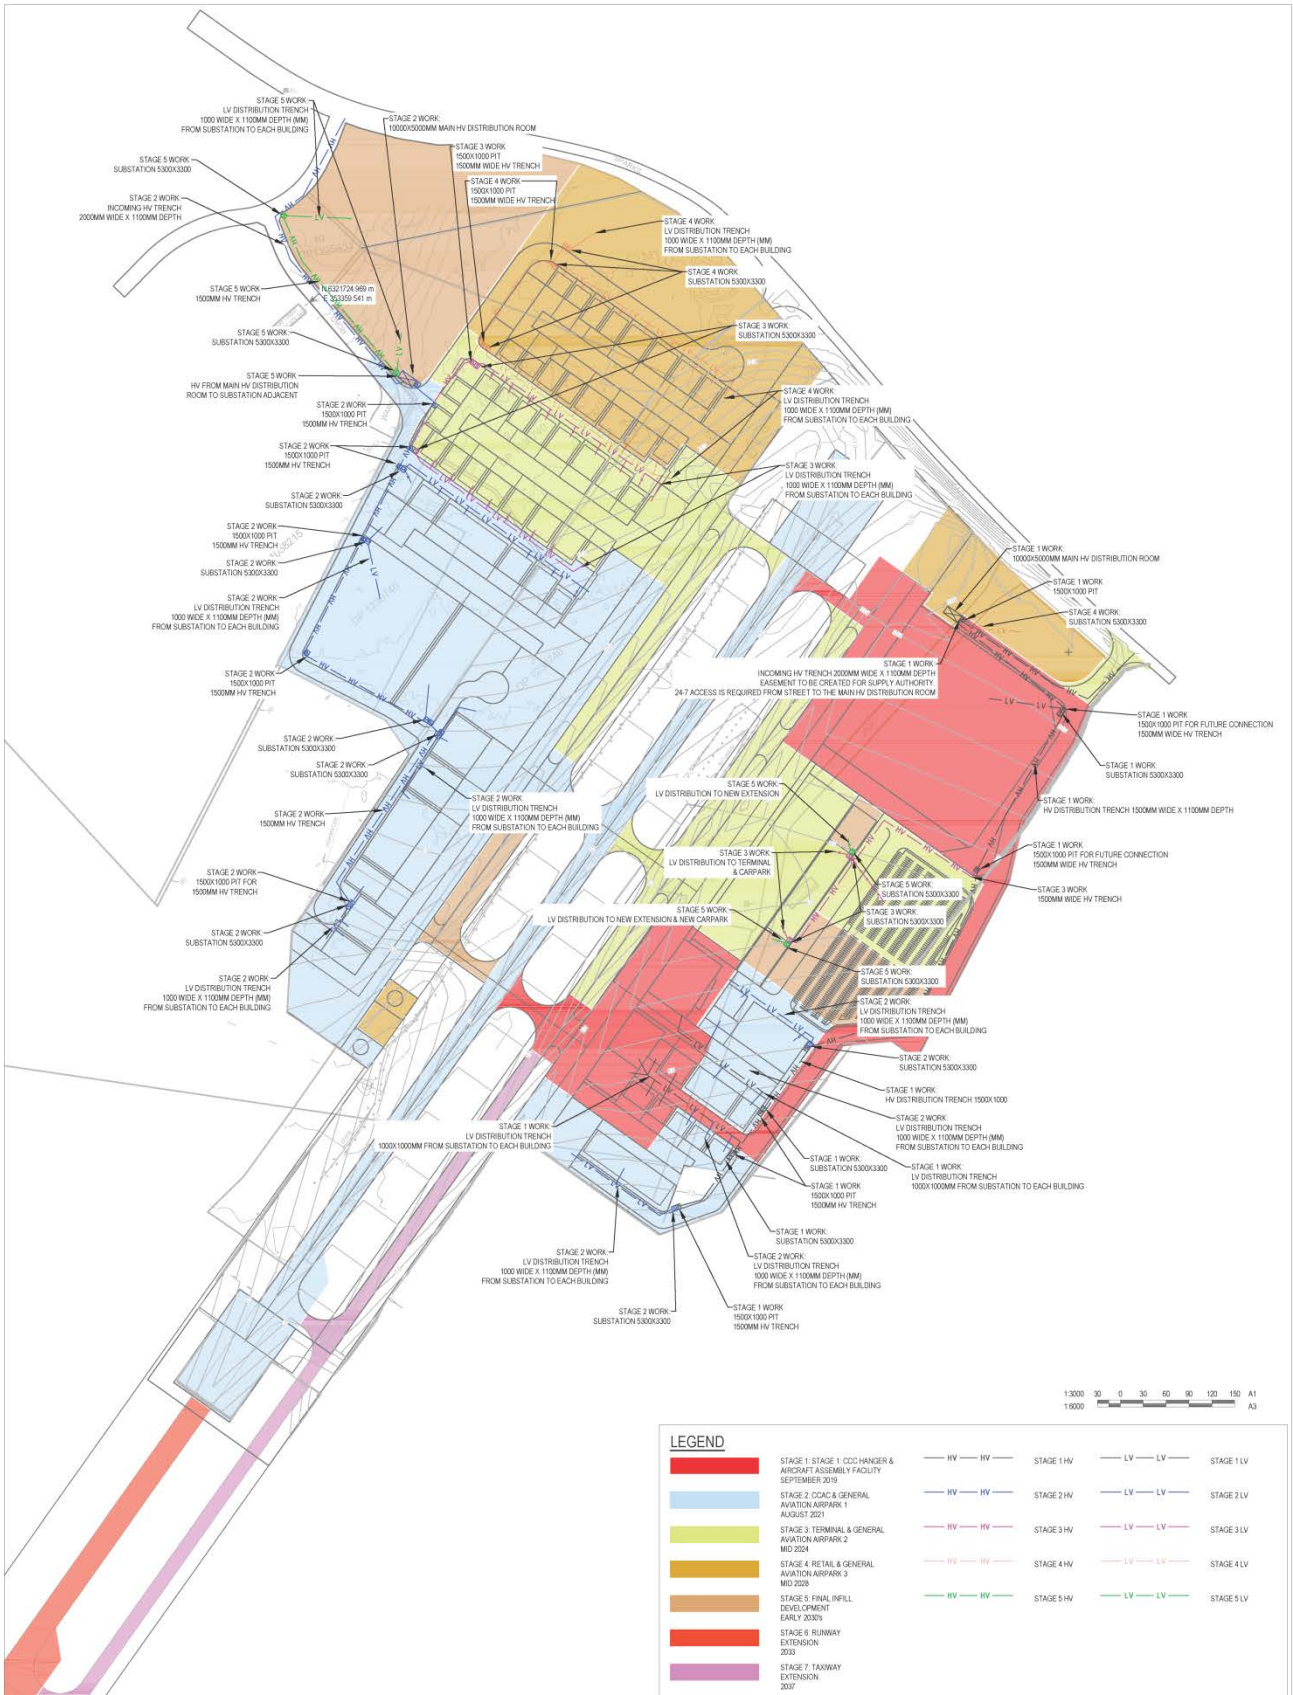 STAGE 5 WORK:
LV DISTRIBUTION TRENCH
1000 WIDE X 1100MM DEPTH (MM)
FROM SUBSTATION TO EACH BUILDING
STAGE 2 WORK:
10000X5000MM MAIN HV DISTRIBUTION ROOM
STAGE 3 WORK
1500X1000 PIT
1500MM WIDE HV TRENCH
STAGE 5 WORK
SUBSTATION 5300X3300
STAGE 4 WORK
1500X1000 PIT
1500MM WIDE HV TRENCH
STAGE 2 WORK
INCOMING HV TRENCH
2000MM WIDE X 1100MM DEPTH
STAGE 4 WORK
LV DISTRIBUTION TRENCH
1000 WIDE X 1100MM DEPTH (MM)
FROM SUBSTATION TO EACH BUILDING
STAGE 4 WORK:
SUBSTATION 5300X3300
STAGE 5 WORK
1500MM HV TRENCH
N 6321724.969 m
E 353359.541 m
STAGE 3 WORK:
SUBSTATION 5300X3300
STAGE 5 WORK:
SUBSTATION 5300X3300
STAGE 5 WORK
HV FROM MAIN HV DISTRIBUTION
ROOM TO SUBSTATION ADJACENT
STAGE 4 WORK:
LV DISTRIBUTION TRENCH
1000 WIDE X 1100MM DEPTH (MM)
FROM SUBSTATION TO EACH BUILDING
STAGE 2 WORK
1500X1000 PIT
1500MM HV TRENCH
STAGE 2 WORK
1500X1000 PIT
1500MM HV TRENCH
STAGE 3 WORK:
LV DISTRIBUTION TRENCH
1000 WIDE X 1100MM DEPTH (MM)
FROM SUBSTATION TO EACH BUILDING
STAGE 2 WORK:
SUBSTATION 5300X3300
STAGE 2 WORK
1500X1000 PIT
1500MM HV TRENCH
STAGE 2 WORK:
SUBSTATION 5300X3300
STAGE 1 WORK:
10000X5000MM MAIN HV DISTRIBUTION ROOM
STAGE 1 WORK
1500X1000 PIT
STAGE 4 WORK:
SUBSTATION 5300X3300
STAGE 2 WORK:
LV DISTRIBUTION TRENCH
1000 WIDE X 1100MM DEPTH (MM)
FROM SUBSTATION TO EACH BUILDING
STAGE 1 WORK
INCOMING HV TRENCH 2000MM WIDE X 1100MM DEPTH
EASEMENT TO BE CREATED FOR SUPPLY AUTHORITY.
24-7 ACCESS IS REQUIRED FROM STREET TO THE MAIN HV DISTRIBUTION ROOM
STAGE 2 WORK
1500X1000 PIT
1500MM HV TRENCH
STAGE 1 WORK
1500X1000 PIT FOR FUTURE CONNECTION
1500MM WIDE HV TRENCH
STAGE 2 WORK:
SUBSTATION 5300X3300
STAGE 2 WORK:
SUBSTATION 5300X3300
STAGE 1 WORK:
SUBSTATION 5300X3300
STAGE 5 WORK:
LV DISTRIBUTION TO NEW EXTENSION
STAGE 2 WORK:
LV DISTRIBUTION TRENCH
1000 WIDE X 1100MM DEPTH (MM)
FROM SUBSTATION TO EACH BUILDING
STAGE 1 WORK:
HV DISTRIBUTION TRENCH 1500MM WIDE X 1100MM DEPTH
STAGE 2 WORK
1500MM HV TRENCH
STAGE 3 WORK:
LV DISTRIBUTION TO TERMINAL
& CARPARK
STAGE 1 WORK
1500X1000 PIT FOR FUTURE CONNECTION
1500MM WIDE HV TRENCH
STAGE 2 WORK
1500X1000 PIT FOR
1500MM HV TRENCH
STAGE 5 WORK:
SUBSTATION 5300X3300
STAGE 3 WORK
1500MM WIDE HV TRENCH
STAGE 5 WORK
LV DISTRIBUTION TO NEW EXTENSION & NEW CARPARK
STAGE 3 WORK:
SUBSTATION 5300X3300
STAGE 2 WORK:
SUBSTATION 5300X3300
STAGE 5 WORK:
SUBSTATION 5300X3300
STAGE 2 WORK:
LV DISTRIBUTION TRENCH
1000 WIDE X 1100MM DEPTH (MM)
FROM SUBSTATION TO EACH BUILDING
STAGE 2 WORK:
LV DISTRIBUTION TRENCH
1000 WIDE X 1100MM DEPTH (MM)
FROM SUBSTATION TO EACH BUILDING
STAGE 2 WORK:
SUBSTATION 5300X3300
STAGE 1 WORK:
HV DISTRIBUTION TRENCH 1500X1000
STAGE 2 WORK:
LV DISTRIBUTION TRENCH
1000 WIDE X 1100MM DEPTH (MM)
FROM SUBSTATION TO EACH BUILDING
STAGE 1 WORK:
LV DISTRIBUTION TRENCH
1000X1000MM FROM SUBSTATION TO EACH BUILDING
STAGE 1 WORK:
SUBSTATION 5300X3300
STAGE 1 WORK:
LV DISTRIBUTION TRENCH
1000X1000MM FROM SUBSTATION TO EACH BUILDING
STAGE 1 WORK
1500X1000 PIT
1500MM HV TRENCH
STAGE 1 WORK:
SUBSTATION 5300X3300
STAGE 2 WORK:
LV DISTRIBUTION TRENCH
1000 WIDE X 1100MM DEPTH (MM)
FROM SUBSTATION TO EACH BUILDING
STAGE 2 WORK:
LV DISTRIBUTION TRENCH
1000 WIDE X 1100MM DEPTH (MM)
FROM SUBSTATION TO EACH BUILDING
STAGE 2 WORK:
SUBSTATION 5300X3300
STAGE 1 WORK
1500X1000 PIT
1500MM HV TRENCH
1:3000 30 0 30 60 90 120 150 A1
1:6000 A3
LEGEND
STAGE 1: STAGE 1: CCC HANGER &
AIRCRAFT ASSEMBLY FACILITY
SEPTEMBER 2019
HV HV STAGE 1 HV LV LV STAGE 1 LV
STAGE 2: CCAC & GENERAL
AVIATION AIRPARK 1
AUGUST 2021
HV HV STAGE 2 HV LV LV STAGE 2 LV
STAGE 3: TERMINAL & GENERAL
AVIATION AIRPARK 2
MID 2024
HV HV STAGE 3 HV LV LV STAGE 3 LV
STAGE 4: RETAIL & GENERAL
AVIATION AIRPARK 3
MID 2028
HV HV STAGE 4 HV LV LV STAGE 4 LV
STAGE 5: FINAL INFILL
DEVELOPMENT
EARLY 2030's
HV HV STAGE 5 HV LV LV STAGE 5 LV
STAGE 6: RUNWAY
EXTENSION
2033
STAGE 7: TAXIWAY
EXTENSION
2037